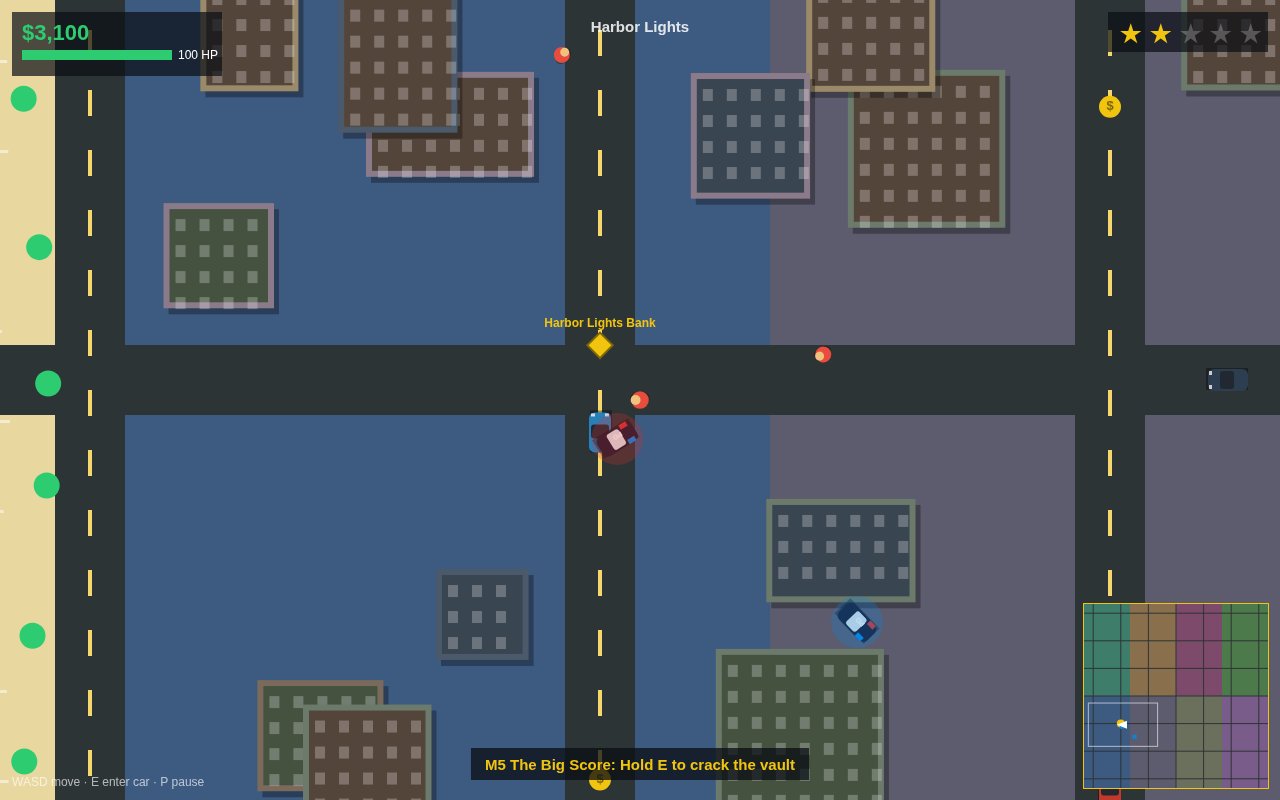 $3,100
100 HP
Harbor Lights
★★★★★
$
Harbor Lights Bank
M5 The Big Score: Hold E to crack the vault
$
WASD move · E enter car · P pause